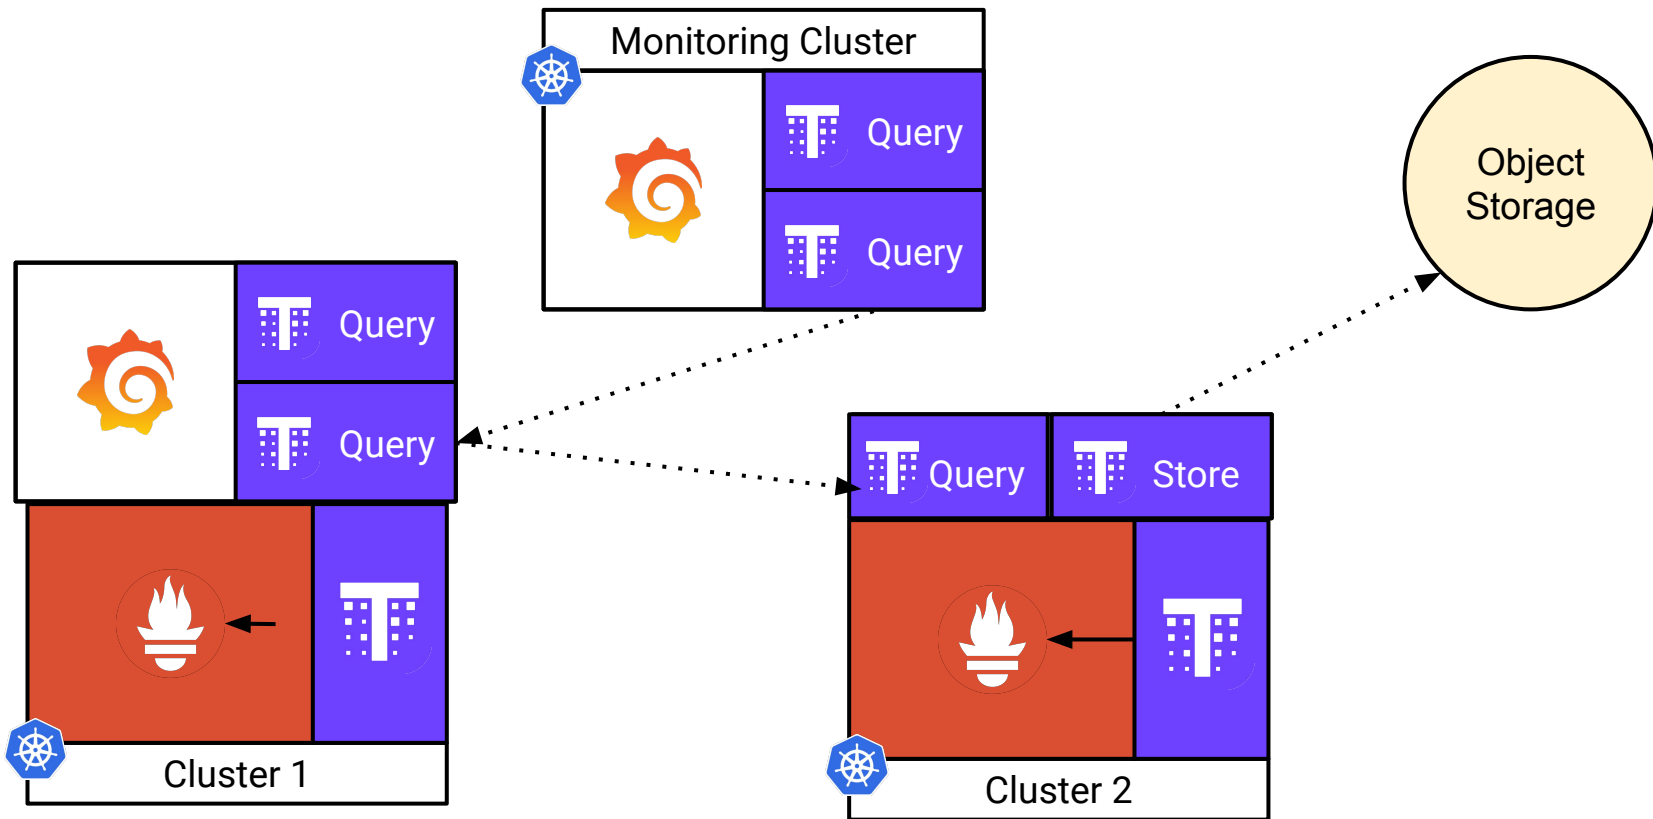 Monitoring Cluster
Query
Query
Object
Storage
Query
Query
Query
Store
Cluster 1
Cluster 2